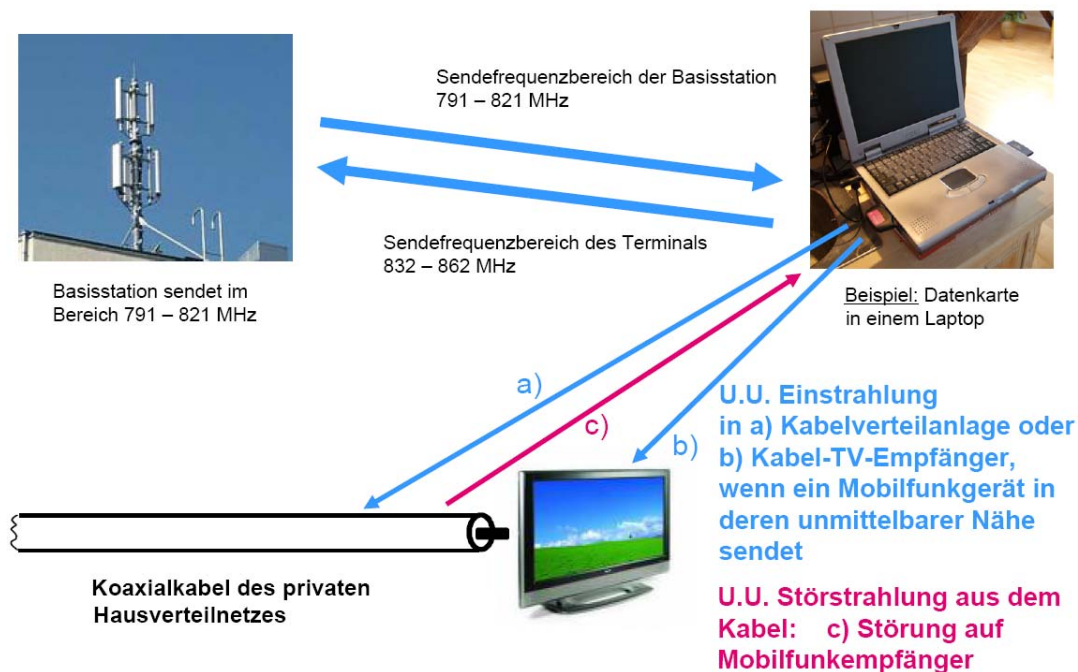 Sendefrequenzbereich der Basisstation
791 – 821 MHz
Sendefrequenzbereich des Terminals
832 – 862 MHz
Basisstation sendet im
Bereich 791 – 821 MHz
Beispiel: Datenkarte
in einem Laptop
a)
c)
b)
U.U. Einstrahlung
in a) Kabelverteilanlage oder
b) Kabel-TV-Empfänger,
wenn ein Mobilfunkgerät in
deren unmittelbarer Nähe
sendet
Koaxialkabel des privaten
Hausverteilnetzes
U.U. Störstrahlung aus dem
Kabel: c) Störung auf
Mobilfunkempfänger